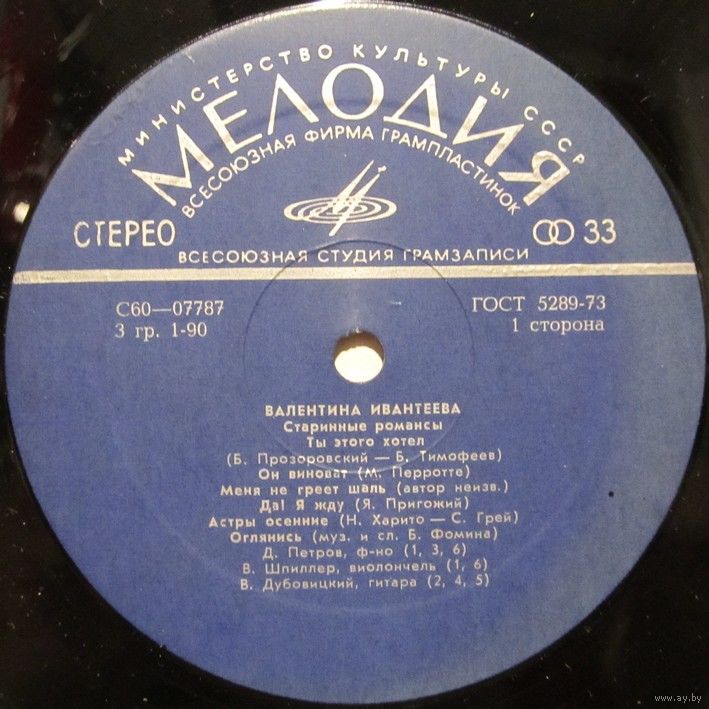 МИНИСТЕРСТВО КУЛЬТУРЫ СССР
МЕЛОДИЯ
ВСЕСОЮЗНАЯ ФИРМА ГРАМПЛАСТИНОК
СТЕРЕО
33
ВСЕСОЮЗНАЯ СТУДИЯ ГРАМЗАПИСИ
С60—07787
ГОСТ 5289-73
3 гр. 1-90
1 сторона
ВАЛЕНТИНА ИВАНТЕЕВА
Старинные романсы
Ты этого хотел
(Б. Прозоровский — Б. Тимофеев)
Он виноват (М. Перротте)
Меня не греет шаль (автор неизв.)
Да! Я жду (Я. Пригожий)
Астры осенние (Н. Харито — С. Грей)
Оглянись (муз. и сл. Б. Фомина)
Д. Петров, ф-но (1, 3, 6)
В. Шпиллер, виолончель (1, 6)
В. Дубовицкий, гитара (2, 4, 5)
www.ay.by